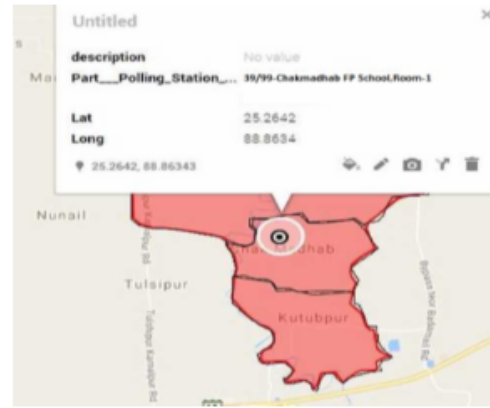 Untitled
description No value
Part___Polling_Station_... 39/99-Chakmadhab FP School,Room-1
Lat 25.2642
Long 88.8634
25.2642, 88.86343
Nunail
Tulsipur
Kutubpur